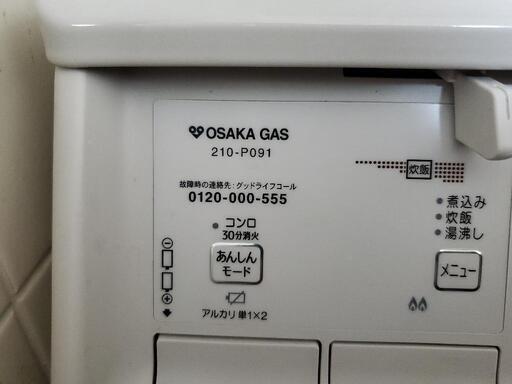 OSAKA GAS
210-P091
故障時の連絡先:グッドライフコール
0120-000-555
コンロ
30分消火
あんしん
モード
アルカリ 単1×2
炊飯
煮込み
炊飯
湯沸し
メニュー